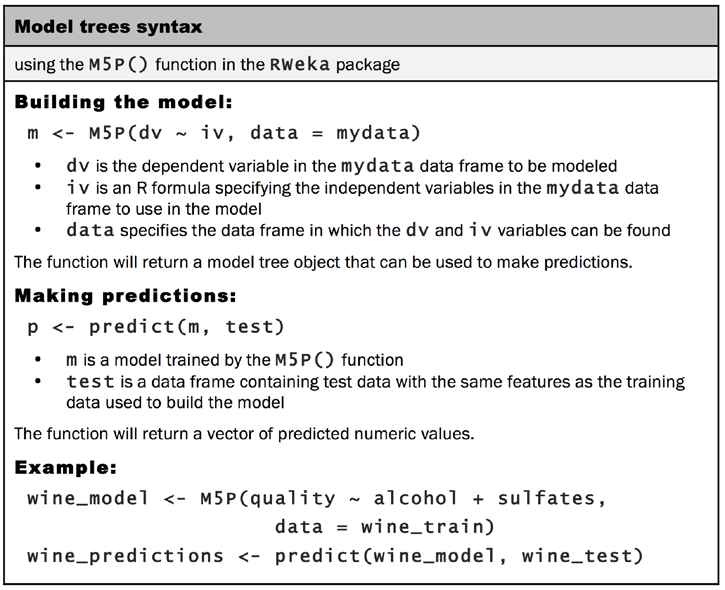 Model trees syntax
using the M5P() function in the RWeka package
Building the model:
m <- M5P(dv ~ iv, data = mydata)
• dv is the dependent variable in the mydata data frame to be modeled
• iv is an R formula specifying the independent variables in the mydata data
frame to use in the model
• data specifies the data frame in which the dv and iv variables can be found
The function will return a model tree object that can be used to make predictions.
Making predictions:
p <- predict(m, test)
• m is a model trained by the M5P() function
• test is a data frame containing test data with the same features as the training
data used to build the model
The function will return a vector of predicted numeric values.
Example:
wine_model <- M5P(quality ~ alcohol + sulfates,
data = wine_train)
wine_predictions <- predict(wine_model, wine_test)